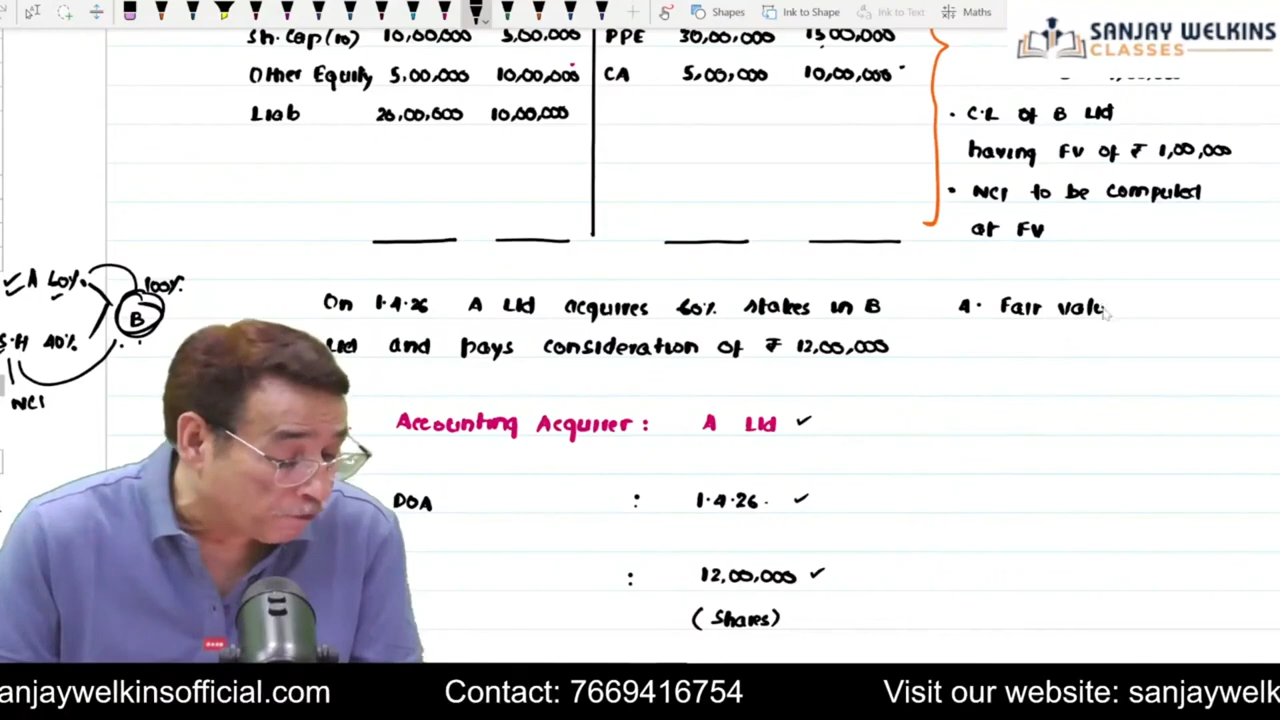 Shapes
Ink to Shape
Ink to Text
Maths
SANJAY WELKINS
CLASSES
Sh. Cap (10) 10,00,000 5,00,000 PPE 30,00,000 15,00,000
Other Equity 5,00,000 10,00,000 CA 5,00,000 10,00,000
Liab 20,00,000 10,00,000
• C.L of B Ltd
having FV of ₹ 1,00,000
• NCI to be computed
at FV
A 60%
100%
B
S.H 40%
NCI
On 1.4.26 A Ltd acquires 60% stakes in B
Ltd and pays consideration of ₹ 12,00,000
4. Fair valu
Accounting Acquirer : A Ltd ✓
DOA : 1.4.26. ✓
: 12,00,000 ✓
(Shares)
anjaywelkinsofficial.com Contact: 7669416754 Visit our website: sanjaywelk